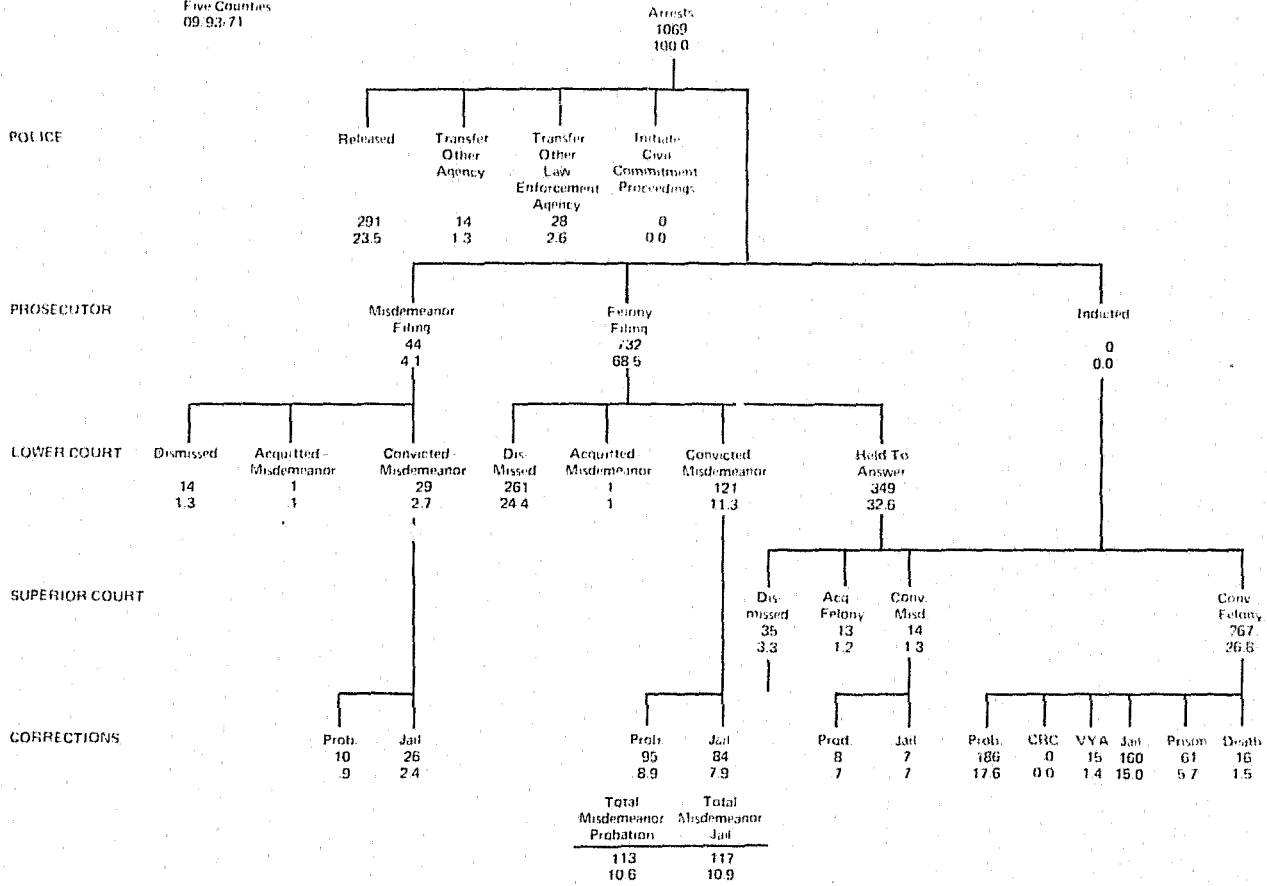 Five Counties
09/93/71
Arrests
1069
100.0
POLICE
Released
291
23.5
Transfer
Other
Agency
14
1.3
Transfer
Other
Law
Enforcement
Agency
28
2.6
Initiate
Civil
Commitment
Proceedings
0
0.0
PROSECUTOR
Misdemeanor
Filing
44
4.1
Felony
Filing
732
68.5
Indicted
0
0.0
LOWER COURT
Dismissed
14
1.3
Acquitted -
Misdemeanor
1
.1
Convicted -
Misdemeanor
29
2.7
Dis-
Missed
261
24.4
Acquitted -
Misdemeanor
1
1
Convicted
Misdemeanor
121
11.3
Held To
Answer
349
32.6
SUPERIOR COURT
Dis-
missed
35
3.3
Acq
Felony
13
1.2
Conv.
Misd.
14
1.3
Conv
Felony
267
26.8
CORRECTIONS
Prob.
10
.9
Jail
26
2.4
Prob.
95
8.9
Jail
84
7.9
Prod.
8
7
Jail
7
7
Prob.
186
17.6
CRC
0
0.0
VYA
15
1.4
Jail
160
15.0
Prison
61
5.7
Death
16
1.5
Total
Misdemeanor
Probation
113
10.6
Total
Misdemeanor
Jail
117
10.9